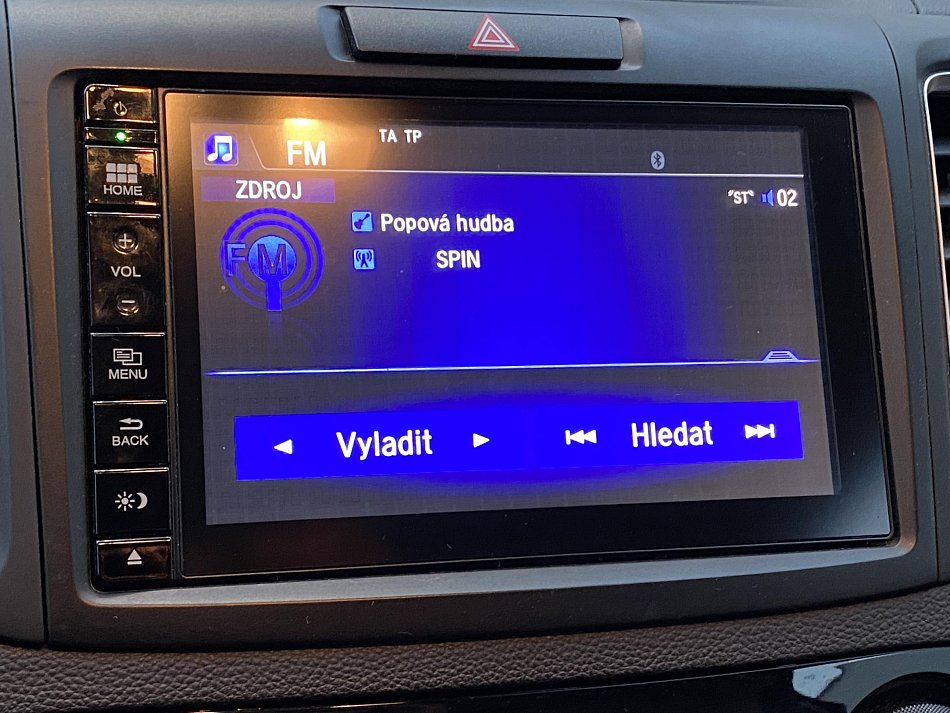 TA TP
FM
HOME
ZDROJ
"ST" 02
Popová hudba
FM
SPIN
VOL
MENU
Vyladit
Hledat
BACK